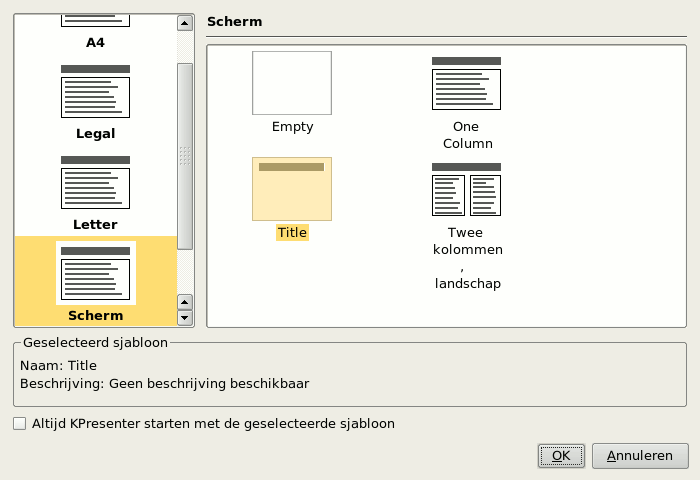 A4
Legal
Letter
Scherm
Scherm
Empty
One
Column
Title
Twee
kolommen
,
landschap
Geselecteerd sjabloon
Naam: Title
Beschrijving: Geen beschrijving beschikbaar
Altijd KPresenter starten met de geselecteerde sjabloon
OK
Annuleren